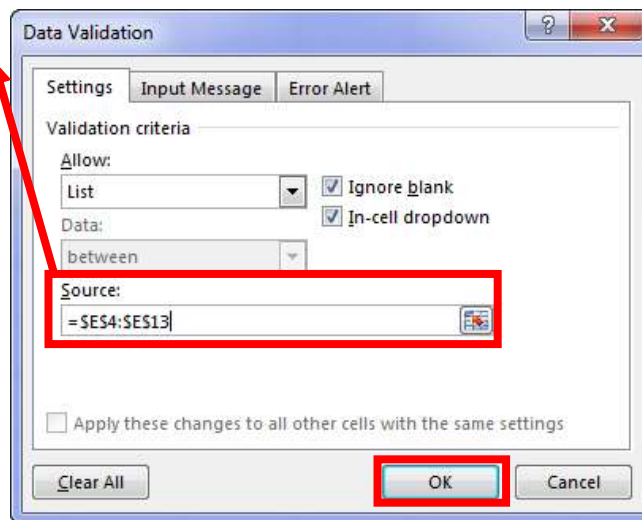 Data Validation
Settings Input Message Error Alert
Validation criteria
Allow:
List
Ignore blank
Data:
In-cell dropdown
between
Source:
=$E$4:$E$13
Apply these changes to all other cells with the same settings
Clear All OK Cancel